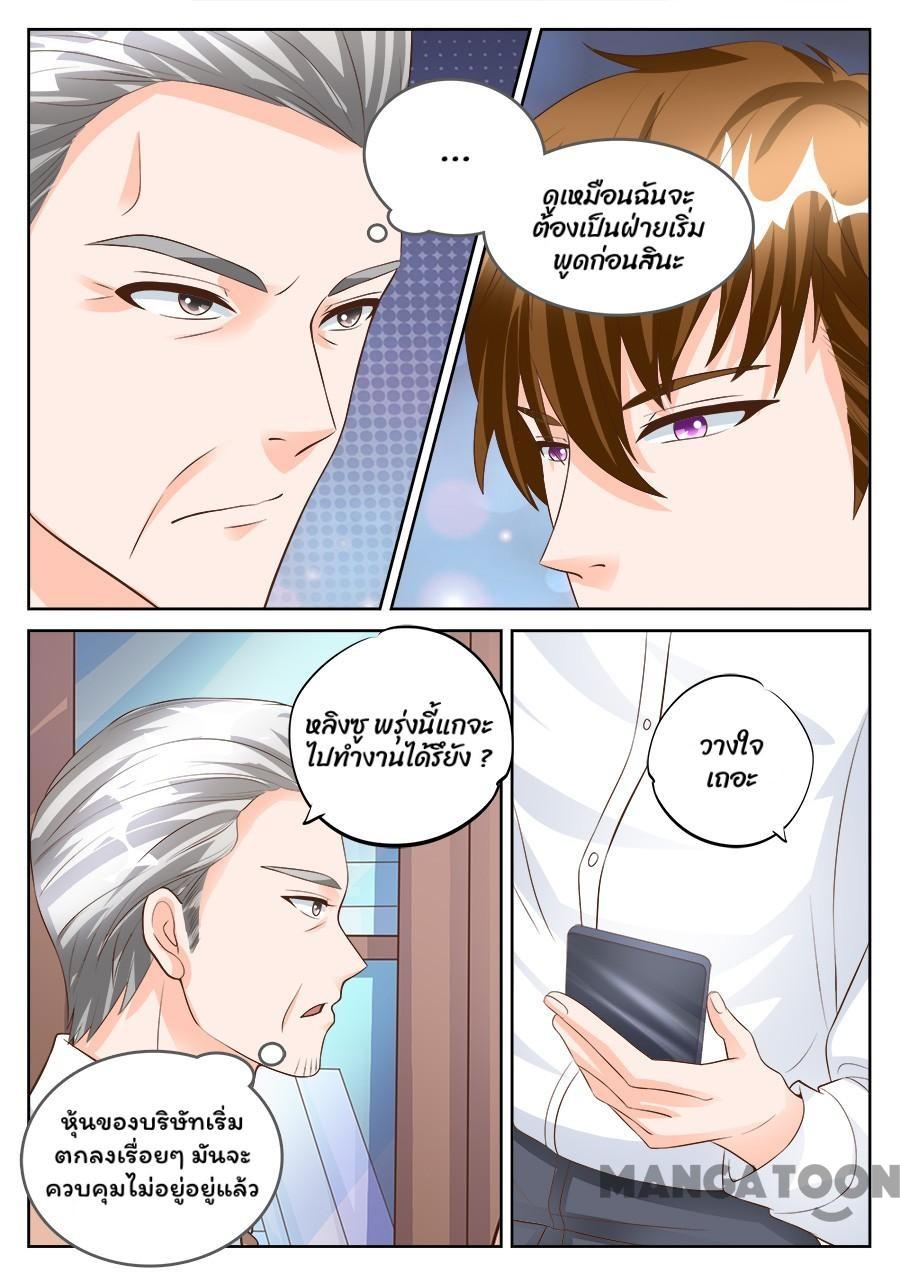 ...
ดูเหมือนฉันจะ
ต้องเป็นฝ่ายเริ่ม
พูดก่อนสินะ
หลิงซู พรุ่งนี้แกจะ
ไปทำงานได้รึยัง ?
วางใจ
เถอะ
หุ้นของบริษัทเริ่ม
ตกลงเรื่อยๆ มันจะ
ควบคุมไม่อยู่อยู่แล้ว
MANGATOON